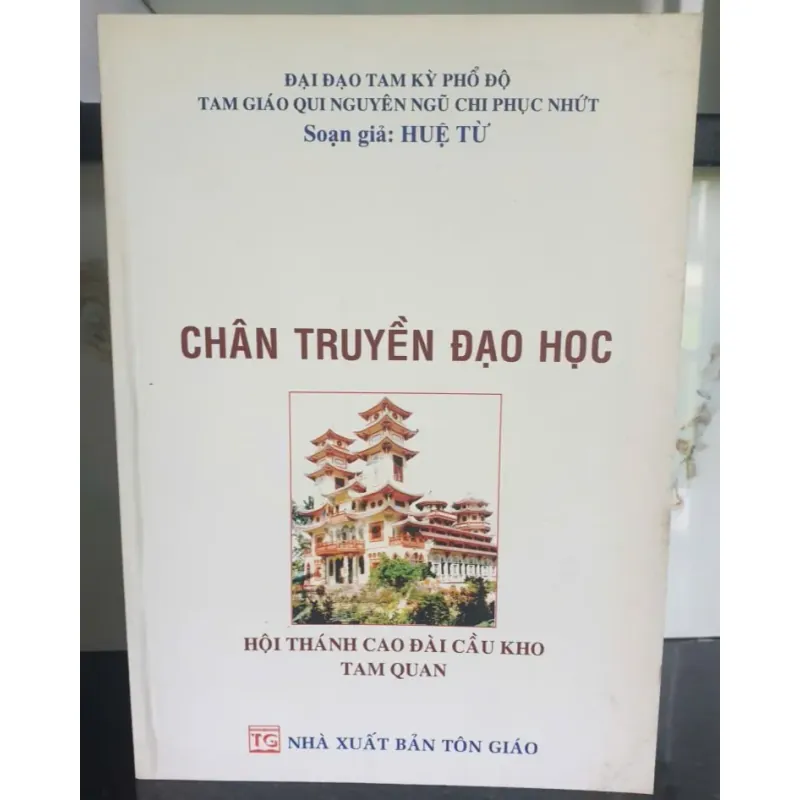 ĐẠI ĐẠO TAM KỲ PHỔ ĐỘ
TAM GIÁO QUI NGUYÊN NGŨ CHI PHỤC NHỨT
Soạn giả: HUỆ TỪ
CHÂN TRUYỀN ĐẠO HỌC
HỘI THÁNH CAO ĐÀI CẦU KHO
TAM QUAN
TG NHÀ XUẤT BẢN TÔN GIÁO